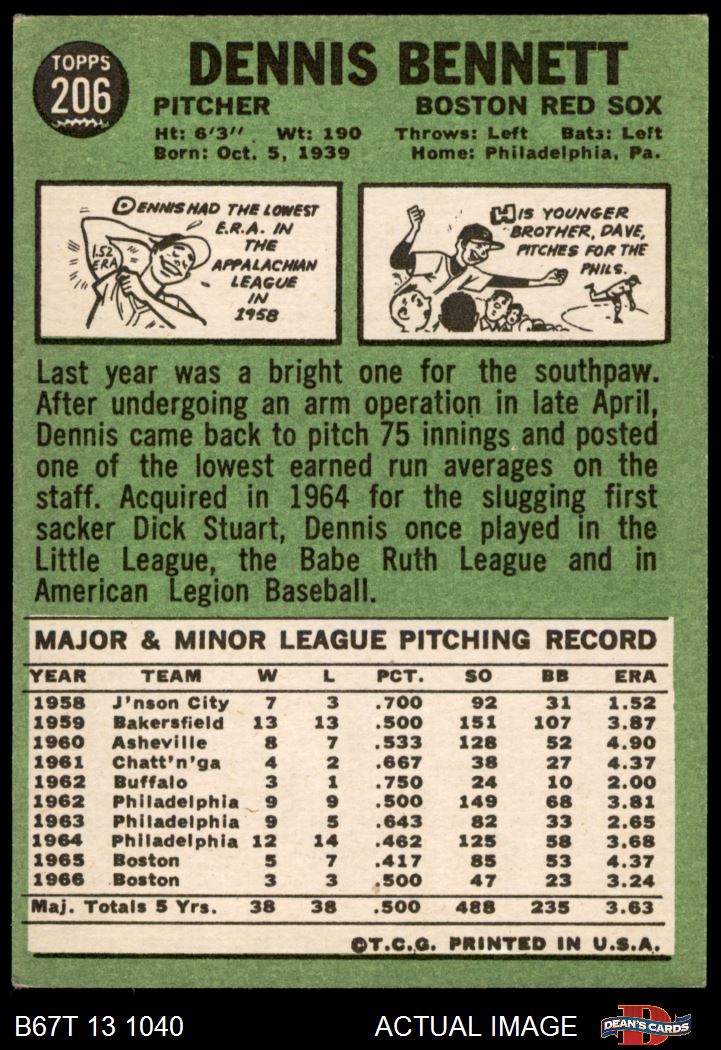 TOPPS
206
DENNIS BENNETT
PITCHER BOSTON RED SOX
Ht: 6'3" Wt: 190 Throws: Left Bats: Left
Born: Oct. 5, 1939 Home: Philadelphia, Pa.
DENNIS HAD THE LOWEST
E.R.A. IN
THE
APPALACHIAN
LEAGUE
IN
1958
1.52
ERA
HIS YOUNGER
BROTHER, DAVE,
PITCHES FOR THE
PHILS.
Last year was a bright one for the southpaw.
After undergoing an arm operation in late April,
Dennis came back to pitch 75 innings and posted
one of the lowest earned run averages on the
staff. Acquired in 1964 for the slugging first
sacker Dick Stuart, Dennis once played in the
Little League, the Babe Ruth League and in
American Legion Baseball.
MAJOR & MINOR LEAGUE PITCHING RECORD
YEAR TEAM W L PCT. SO BB ERA
1958 J'nson City 7 3 .700 92 31 1.52
1959 Bakersfield 13 13 .500 151 107 3.87
1960 Asheville 8 7 .533 128 52 4.90
1961 Chatt'n'ga 4 2 .667 38 27 4.37
1962 Buffalo 3 1 .750 24 10 2.00
1962 Philadelphia 9 9 .500 149 68 3.81
1963 Philadelphia 9 5 .643 82 33 2.65
1964 Philadelphia 12 14 .462 125 58 3.68
1965 Boston 5 7 .417 85 53 4.37
1966 Boston 3 3 .500 47 23 3.24
Maj. Totals 5 Yrs. 38 38 .500 488 235 3.63
©T.C.G. PRINTED IN U.S.A.
B67T 13 1040 ACTUAL IMAGE D DEAN'S CARDS